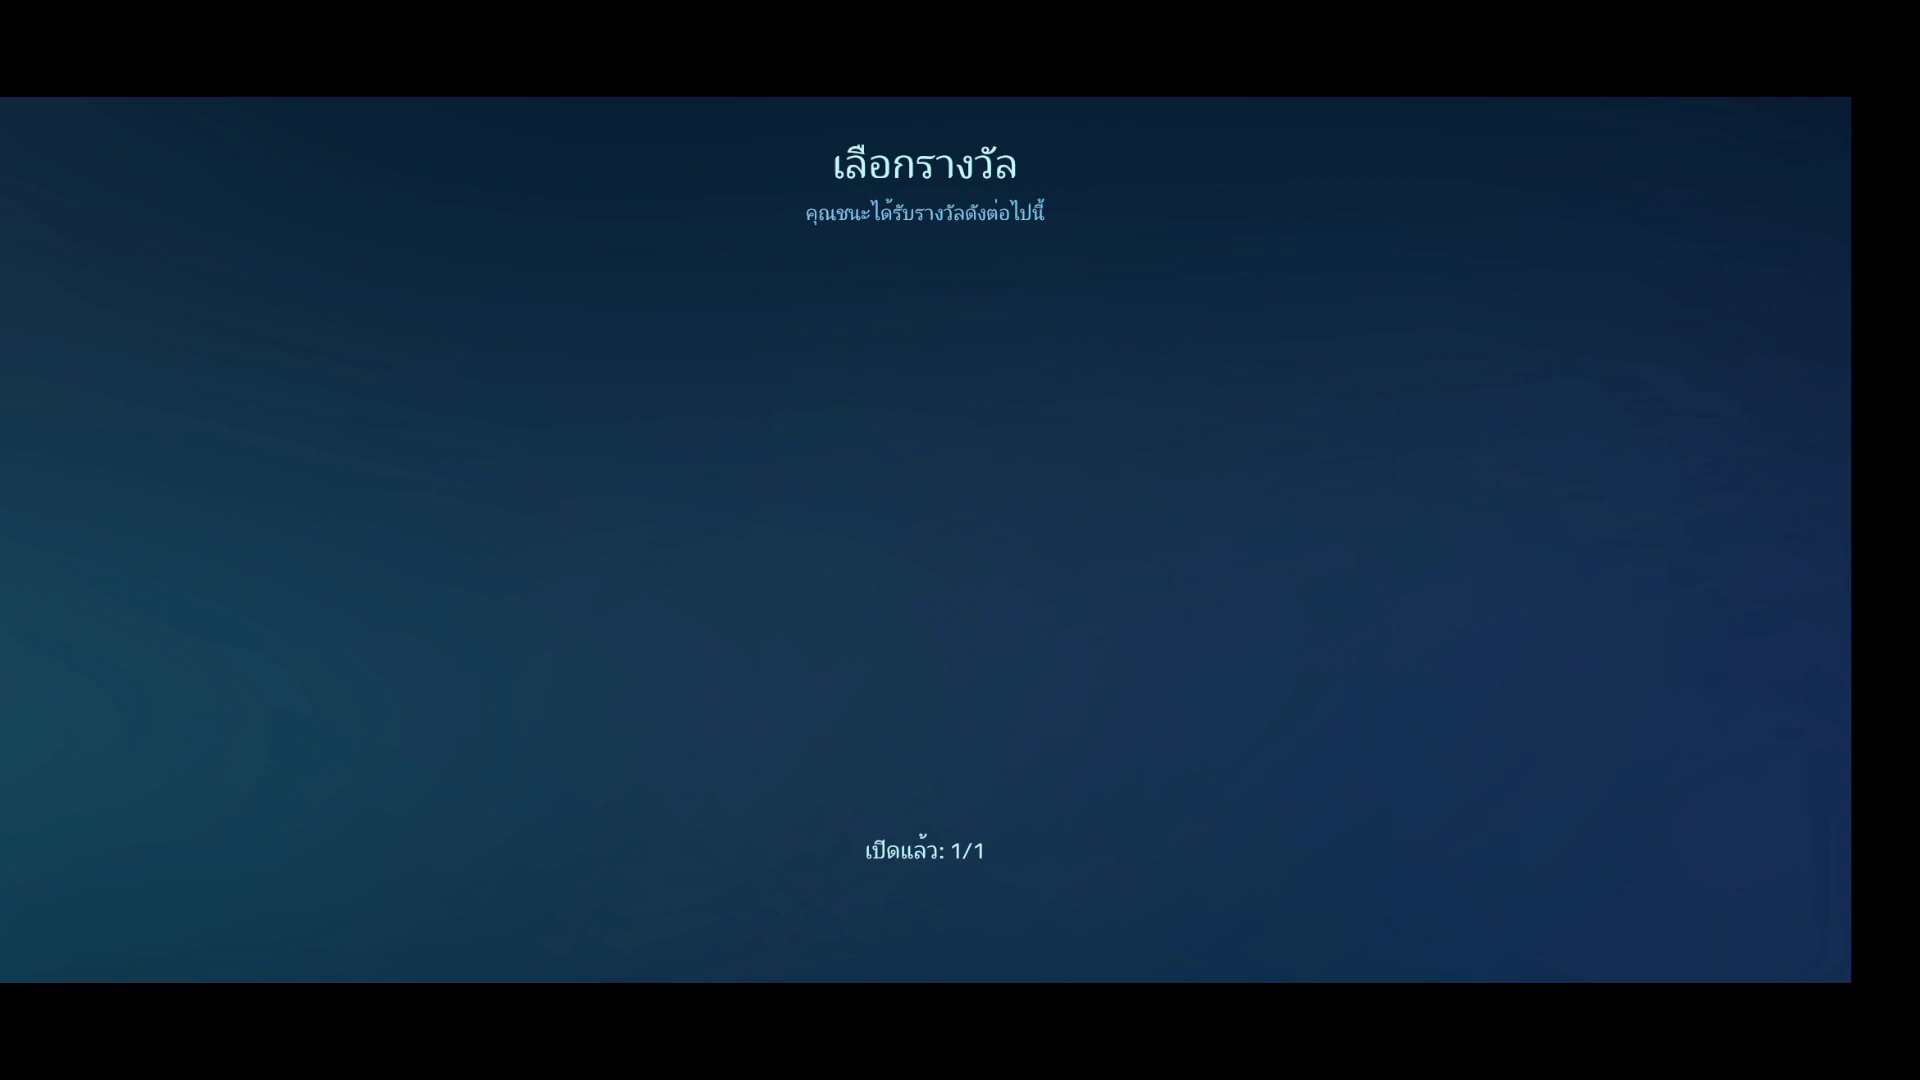 เลือกรางวัล
คุณชนะได้รับรางวัลดังต่อไปนี้
เปิดแล้ว: 1/1